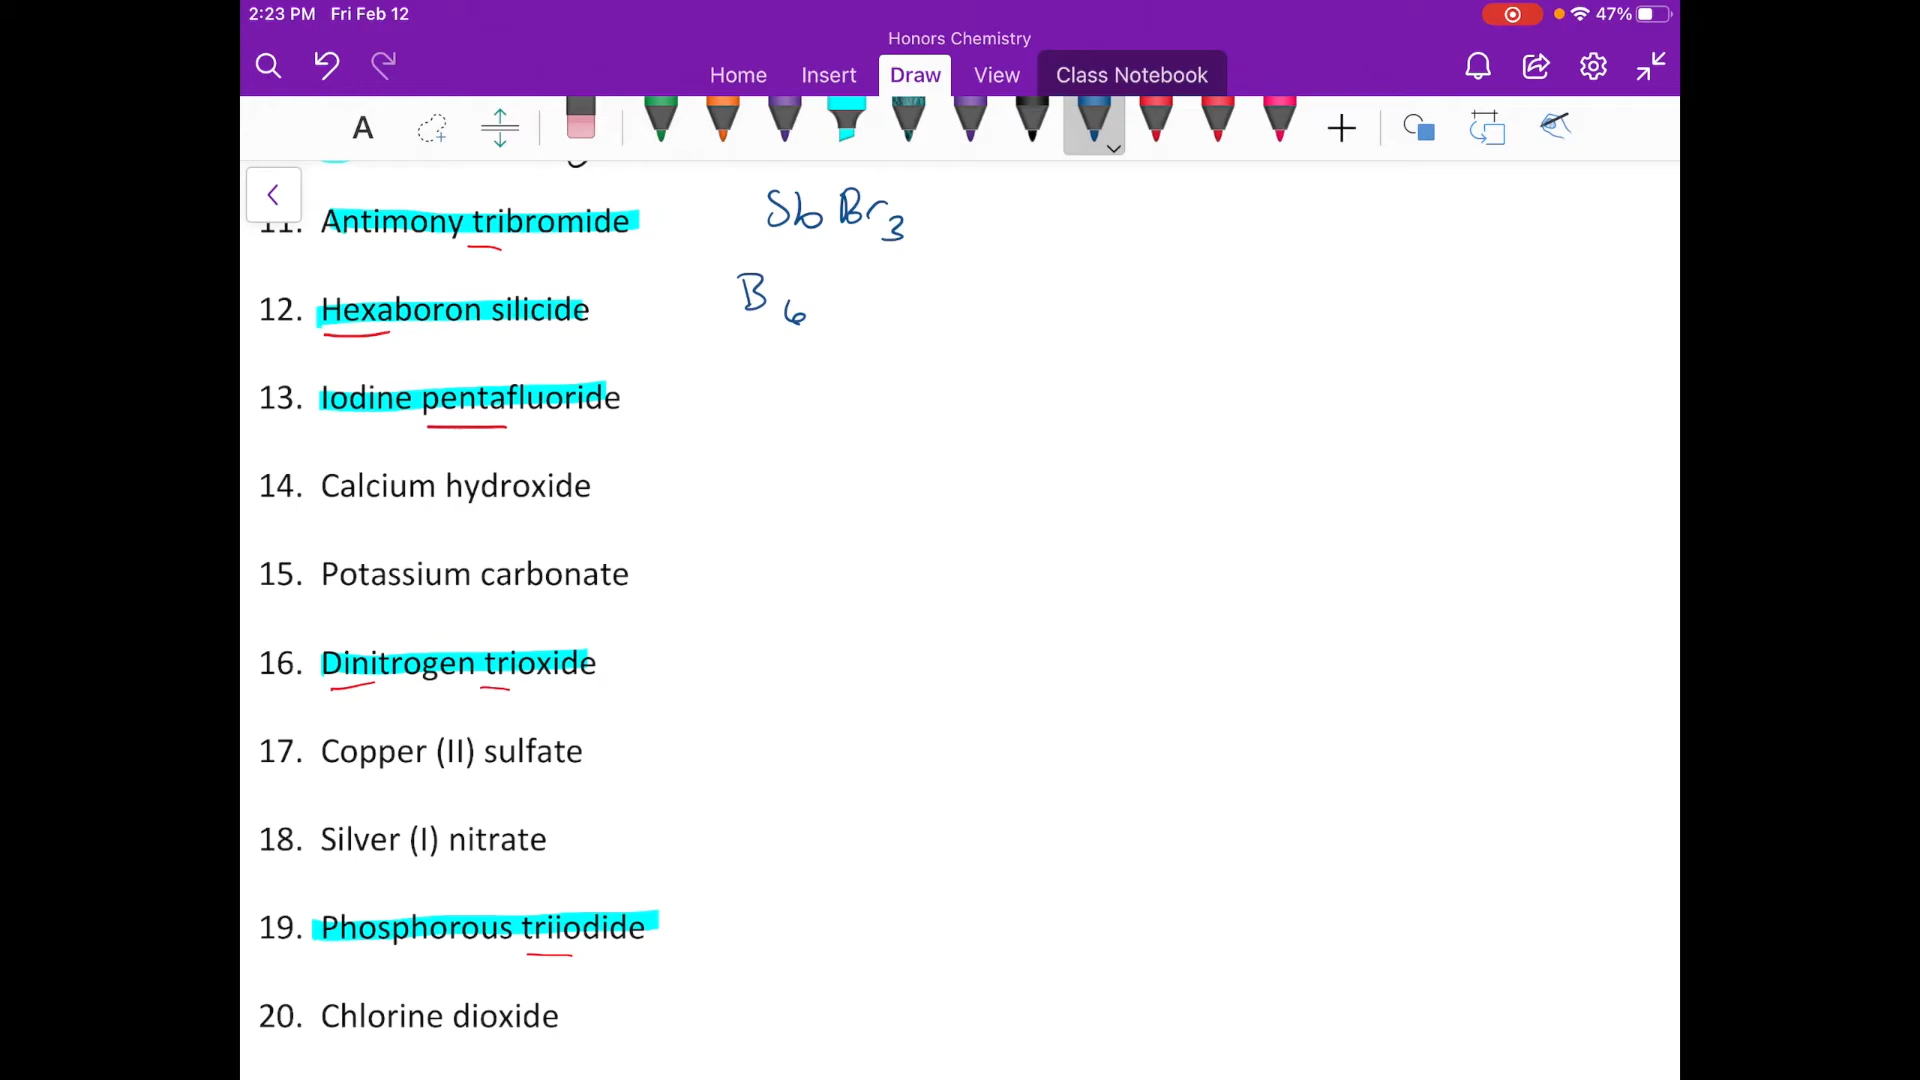 2:23 PM Fri Feb 12 47%
Honors Chemistry
Home Insert Draw View Class Notebook
A
11. Antimony tribromide SbBr3
12. Hexaboron silicide B6
13. Iodine pentafluoride
14. Calcium hydroxide
15. Potassium carbonate
16. Dinitrogen trioxide
17. Copper (II) sulfate
18. Silver (I) nitrate
19. Phosphorous triiodide
20. Chlorine dioxide